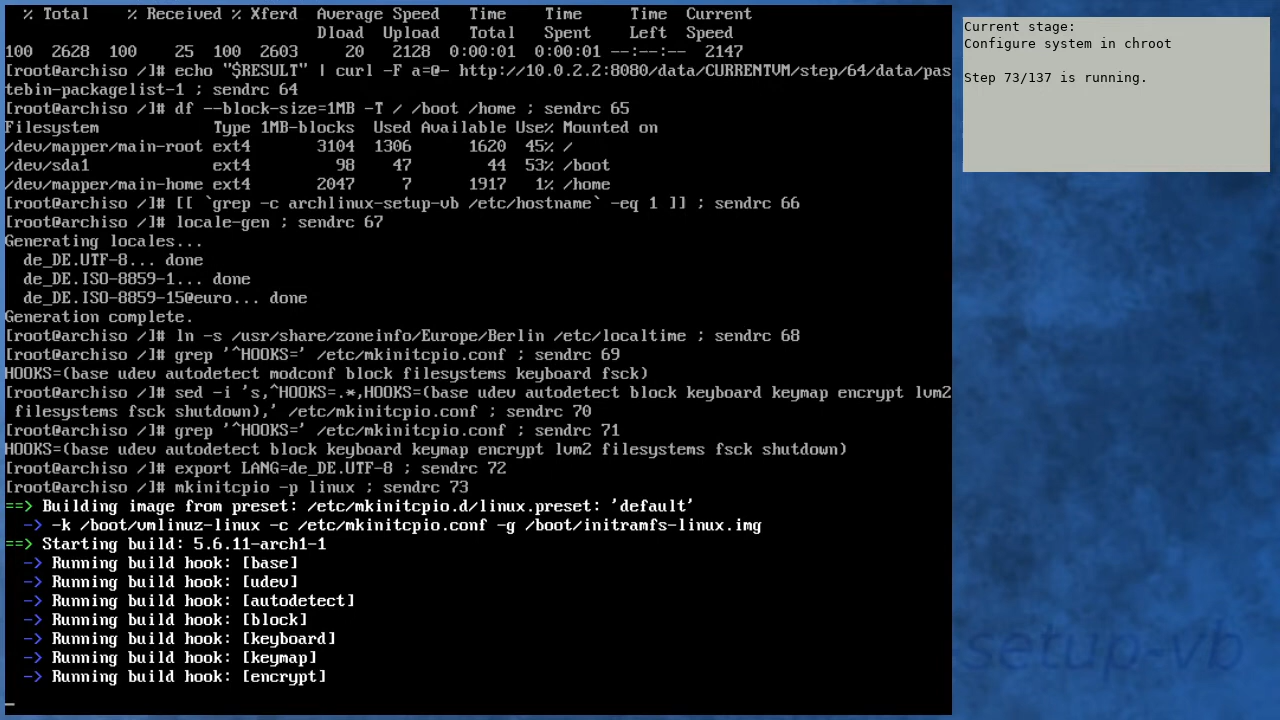 % Total    % Received % Xferd  Average Speed   Time    Time     Time  Current
                                 Dload  Upload   Total   Spent    Left  Speed
100  2628  100    25  100  2603     20   2128  0:00:01  0:00:01 --:--:--  2147
[root@archiso /]# echo "$RESULT" | curl -F a=@- http://10.0.2.2:8080/data/CURRENTVM/step/64/data/pas
tebin-packagelist-1 ; sendrc 64
[root@archiso /]# df --block-size=1MB -T / /boot /home ; sendrc 65
Filesystem            Type 1MB-blocks  Used Available Use% Mounted on
/dev/mapper/main-root ext4       3104  1306      1620  45% /
/dev/sda1             ext4         98    47        44  53% /boot
/dev/mapper/main-home ext4       2047     7      1917   1% /home
[root@archiso /]# [[ `grep -c archlinux-setup-vb /etc/hostname` -eq 1 ]] ; sendrc 66
[root@archiso /]# locale-gen ; sendrc 67
Generating locales...
  de_DE.UTF-8... done
  de_DE.ISO-8859-1... done
  de_DE.ISO-8859-15@euro... done
Generation complete.
[root@archiso /]# ln -s /usr/share/zoneinfo/Europe/Berlin /etc/localtime ; sendrc 68
[root@archiso /]# grep '^HOOKS=' /etc/mkinitcpio.conf ; sendrc 69
HOOKS=(base udev autodetect modconf block filesystems keyboard fsck)
[root@archiso /]# sed -i 's,^HOOKS=.*,HOOKS=(base udev autodetect block keyboard keymap encrypt lvm2
 filesystems fsck shutdown),' /etc/mkinitcpio.conf ; sendrc 70
[root@archiso /]# grep '^HOOKS=' /etc/mkinitcpio.conf ; sendrc 71
HOOKS=(base udev autodetect block keyboard keymap encrypt lvm2 filesystems fsck shutdown)
[root@archiso /]# export LANG=de_DE.UTF-8 ; sendrc 72
[root@archiso /]# mkinitcpio -p linux ; sendrc 73
==> Building image from preset: /etc/mkinitcpio.d/linux.preset: 'default'
  -> -k /boot/vmlinuz-linux -c /etc/mkinitcpio.conf -g /boot/initramfs-linux.img
==> Starting build: 5.6.11-arch1-1
  -> Running build hook: [base]
  -> Running build hook: [udev]
  -> Running build hook: [autodetect]
  -> Running build hook: [block]
  -> Running build hook: [keyboard]
  -> Running build hook: [keymap]
  -> Running build hook: [encrypt]
_
Current stage:
Configure system in chroot
Step 73/137 is running.
setup-vb